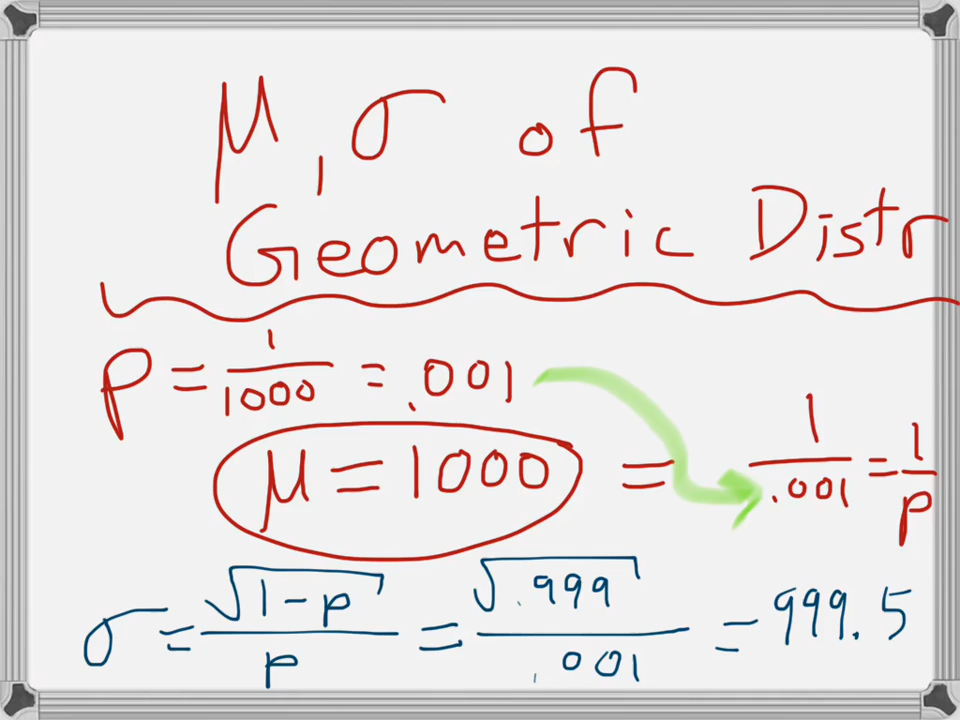 μ, σ of
Geometric Distr
p = 1/1000 = .001
μ = 1000 = 1/.001 = 1/p
σ = √(1-p)/p = √.999/.001 = 999.5